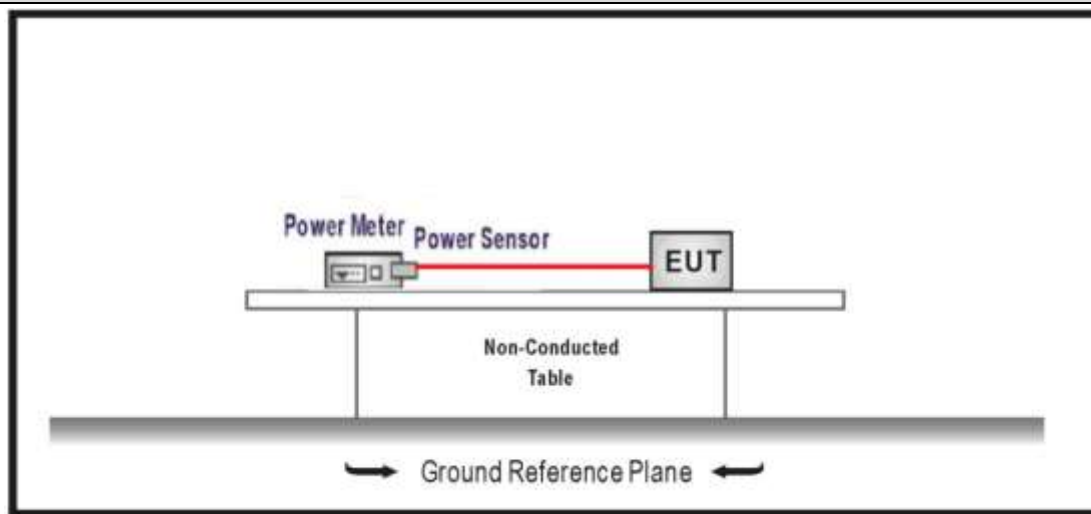 Power Meter
Power Sensor
EUT
Non-Conducted
Table
Ground Reference Plane